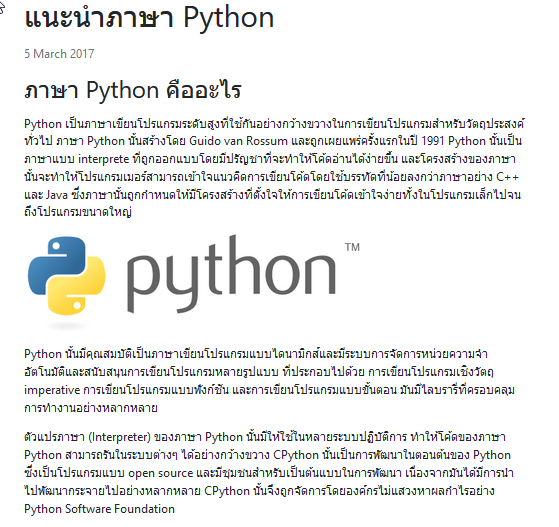 แนะนำภาษา Python
5 March 2017
ภาษา Python คืออะไร
Python เป็นภาษาเขียนโปรแกรมระดับสูงที่ใช้กันอย่างกว้างขวางในการเขียนโปรแกรมสำหรับวัตถุประสงค์
ทั่วไป ภาษา Python นั้นสร้างโดย Guido van Rossum และถูกเผยแพร่ครั้งแรกในปี 1991 Python นั้นเป็น
ภาษาแบบ interprete ที่ถูกออกแบบโดยมีปรัญชาที่จะทำให้โค้ดอ่านได้ง่ายขึ้น และโครงสร้างของภาษา
นั้นจะทำให้โปรแกรมเมอร์สามารถเข้าใจแนวคิดการเขียนโค้ดโดยใช้บรรทัดที่น้อยลงกว่าภาษาอย่าง C++
และ Java ซึ่งภาษานั้นถูกกำหนดให้มีโครงสร้างที่ตั้งใจให้การเขียนโค้ดเข้าใจง่ายทั้งในโปรแกรมเล็กไปจน
ถึงโปรแกรมขนาดใหญ่
python TM
Python นั้นมีคุณสมบัติเป็นภาษาเขียนโปรแกรมแบบไดนามิกส์และมีระบบการจัดการหน่วยความจำ
อัตโนมัติและสนับสนุนการเขียนโปรแกรมหลายรูปแบบ ที่ประกอบไปด้วย การเขียนโปรแกรมเชิงวัตถุ
imperative การเขียนโปรแกรมแบบฟังก์ชัน และการเขียนโปรแกรมแบบขั้นตอน มันมีไลบรารี่ที่ครอบคลุม
การทำงานอย่างหลากหลาย
ตัวแปรภาษา (Interpreter) ของภาษา Python นั้นมีให้ใช้ในหลายระบบปฏิบัติการ ทำให้โค้ดของภาษา
Python สามารถรันในระบบต่างๆ ได้อย่างกว้างขวาง CPython นั้นเป็นการพัฒนาในตอนต้นของ Python
ซึ่งเป็นโปรแกรมแบบ open source และมีชุมชนสำหรับเป็นต้นแบบในการพัฒนา เนื่องจากมันได้มีการนำ
ไปพัฒนากระจายไปอย่างหลากหลาย CPython นั้นจึงถูกจัดการโดยองค์กรไม่แสวงหาผลกำไรอย่าง
Python Software Foundation